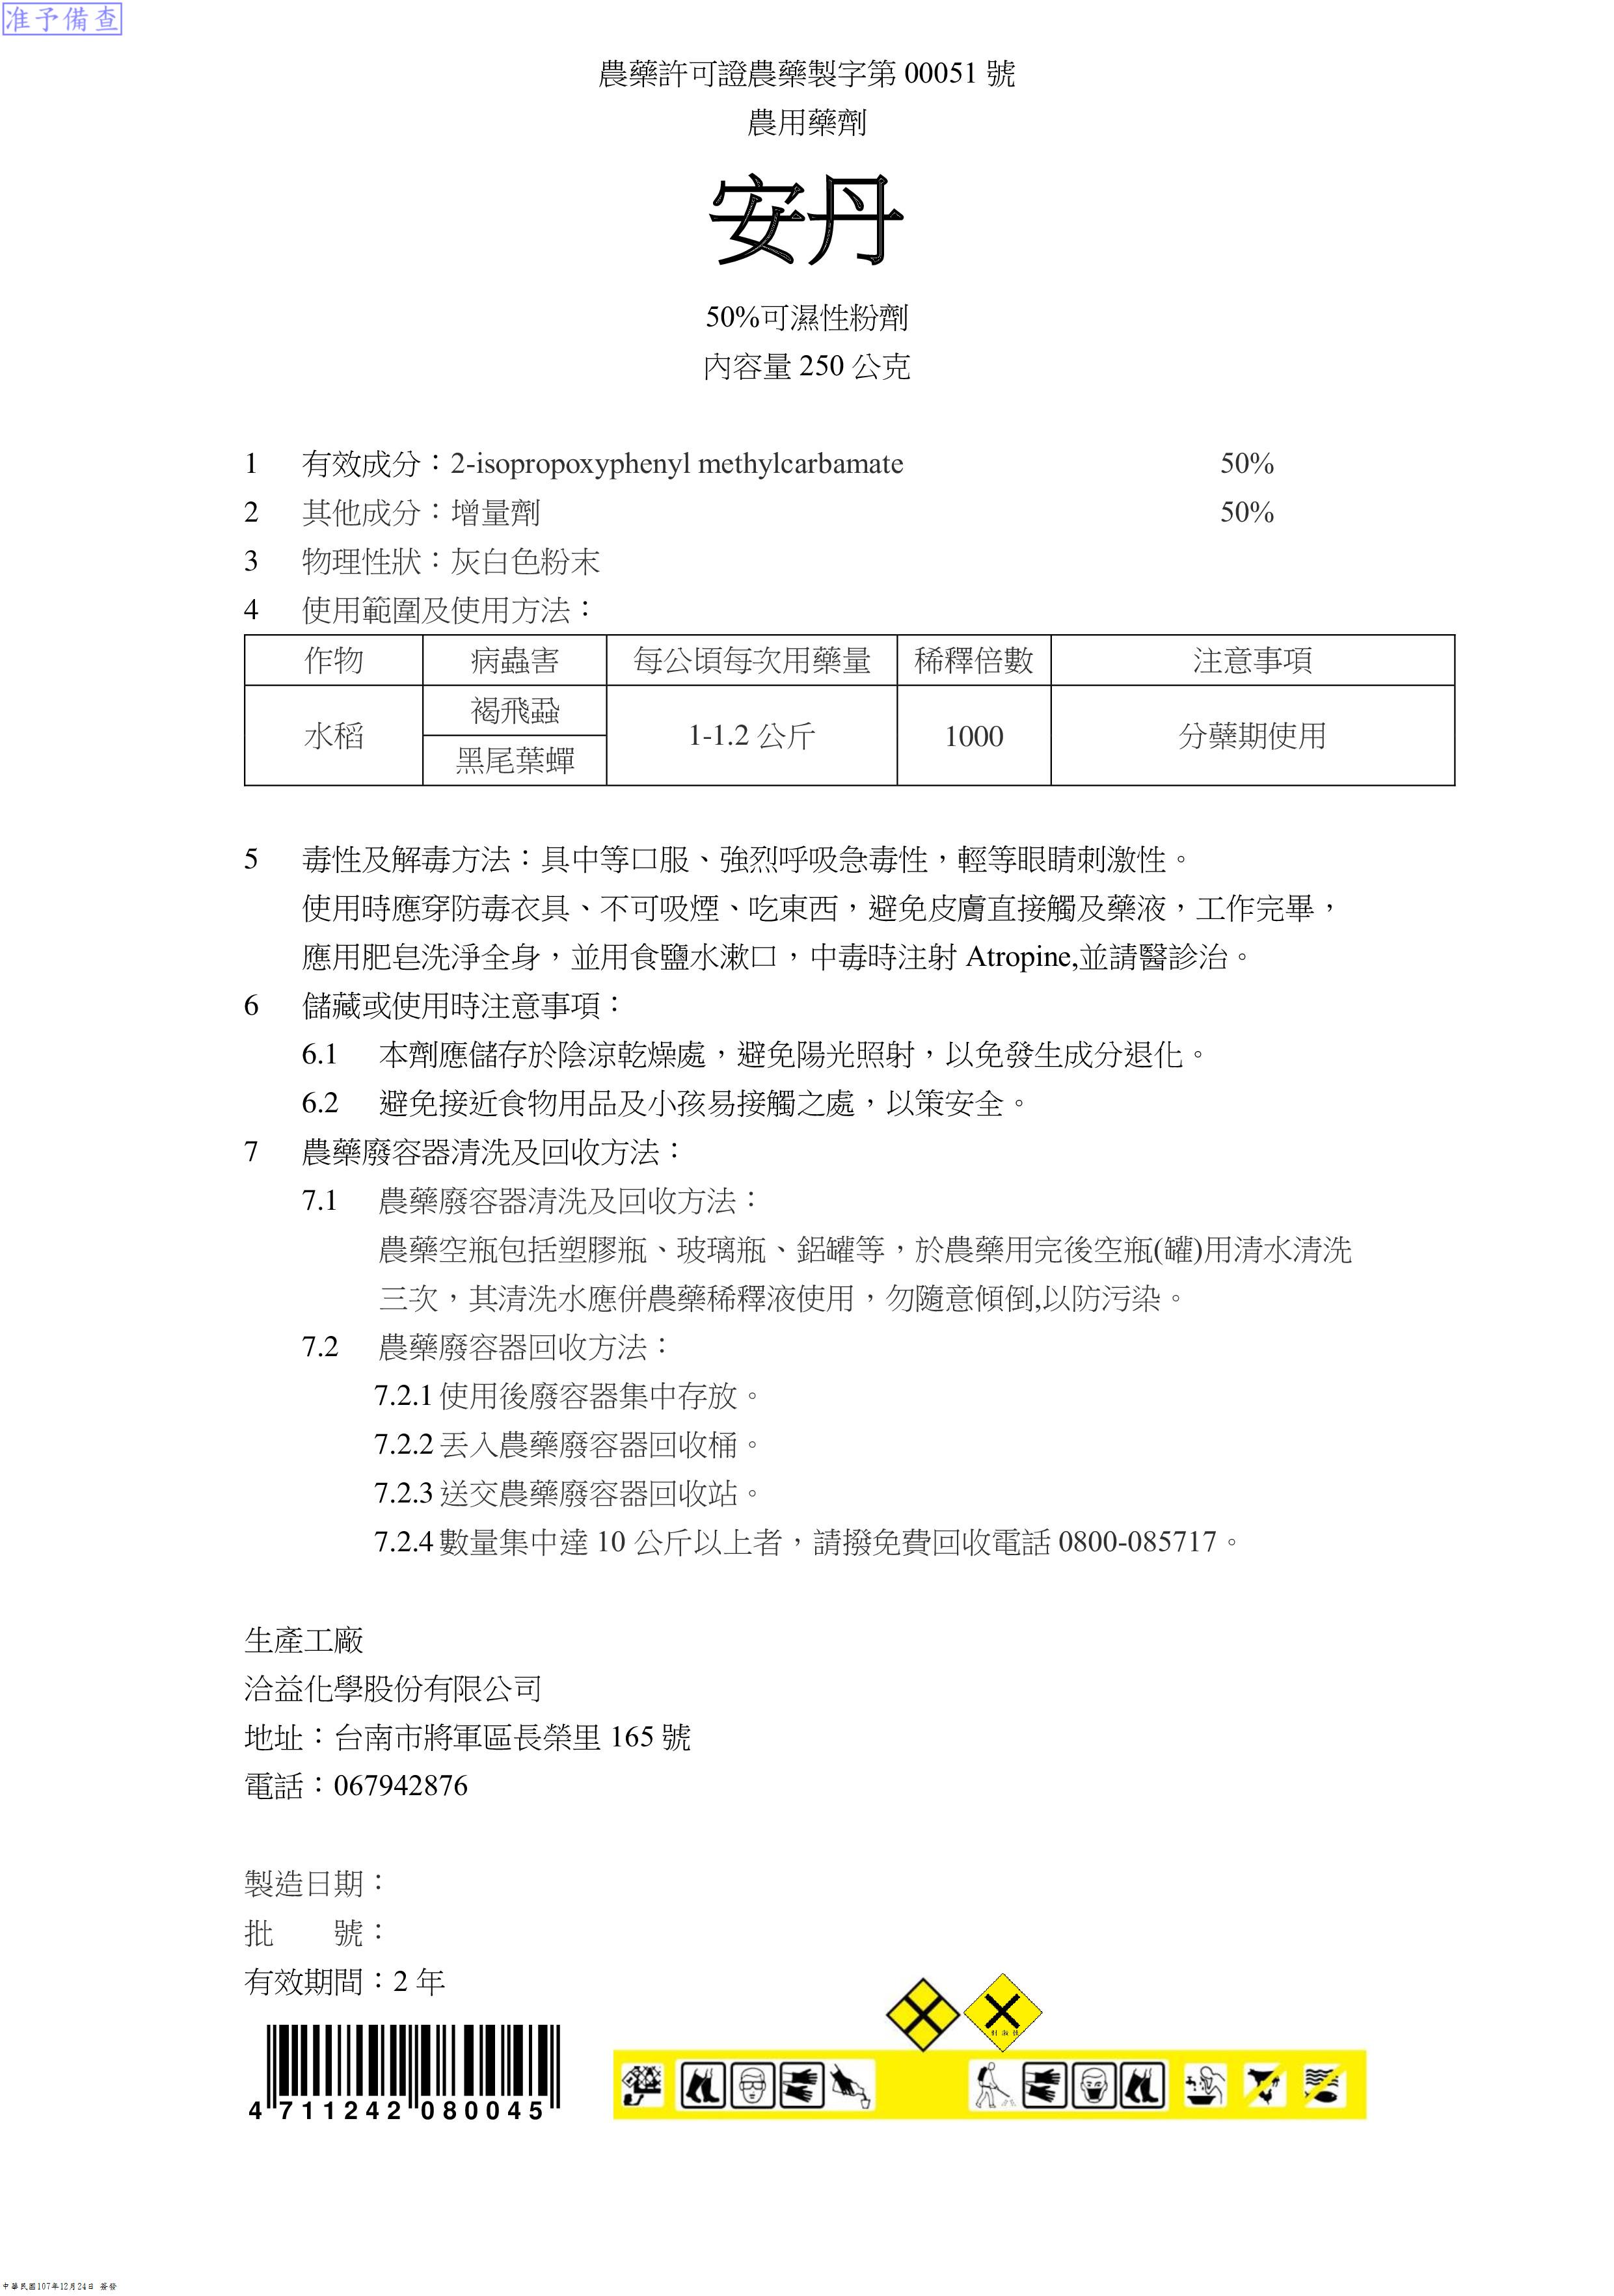 准予備查
農藥許可證農藥製字第 00051 號
農用藥劑
安丹
50%可濕性粉劑
內容量 250 公克
1 有效成分：2-isopropoxyphenyl methylcarbamate 50%
2 其他成分：增量劑 50%
3 物理性狀：灰白色粉末
4 使用範圍及使用方法：
作物 病蟲害 每公頃每次用藥量 稀釋倍數 注意事項
水稻 褐飛蝨 1-1.2 公斤 1000 分蘗期使用
黑尾葉蟬
5 毒性及解毒方法：具中等口服、強烈呼吸急毒性，輕等眼睛刺激性。
使用時應穿防毒衣具、不可吸煙、吃東西，避免皮膚直接觸及藥液，工作完畢，
應用肥皂洗淨全身，並用食鹽水漱口，中毒時注射 Atropine,並請醫診治。
6 儲藏或使用時注意事項：
6.1 本劑應儲存於陰涼乾燥處，避免陽光照射，以免發生成分退化。
6.2 避免接近食物用品及小孩易接觸之處，以策安全。
7 農藥廢容器清洗及回收方法：
7.1 農藥廢容器清洗及回收方法：
農藥空瓶包括塑膠瓶、玻璃瓶、鋁罐等，於農藥用完後空瓶(罐)用清水清洗
三次，其清洗水應併農藥稀釋液使用，勿隨意傾倒,以防污染。
7.2 農藥廢容器回收方法：
7.2.1 使用後廢容器集中存放。
7.2.2 丟入農藥廢容器回收桶。
7.2.3 送交農藥廢容器回收站。
7.2.4 數量集中達 10 公斤以上者，請撥免費回收電話 0800-085717。
生產工廠
洽益化學股份有限公司
地址：台南市將軍區長榮里 165 號
電話：067942876
製造日期：
批　　號：
有效期間：2 年
刺激性
4 711242 080045
中華民國107年12月24日 簽發